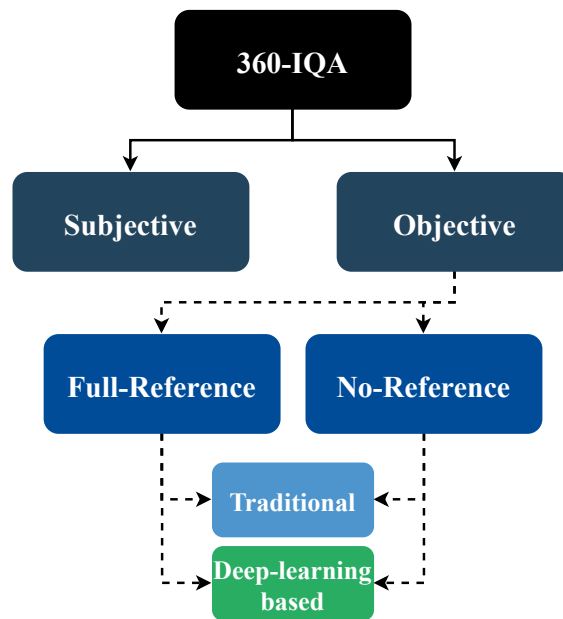 360-IQA
Subjective
Objective
Full-Reference
No-Reference
Traditional
Deep-learning
based